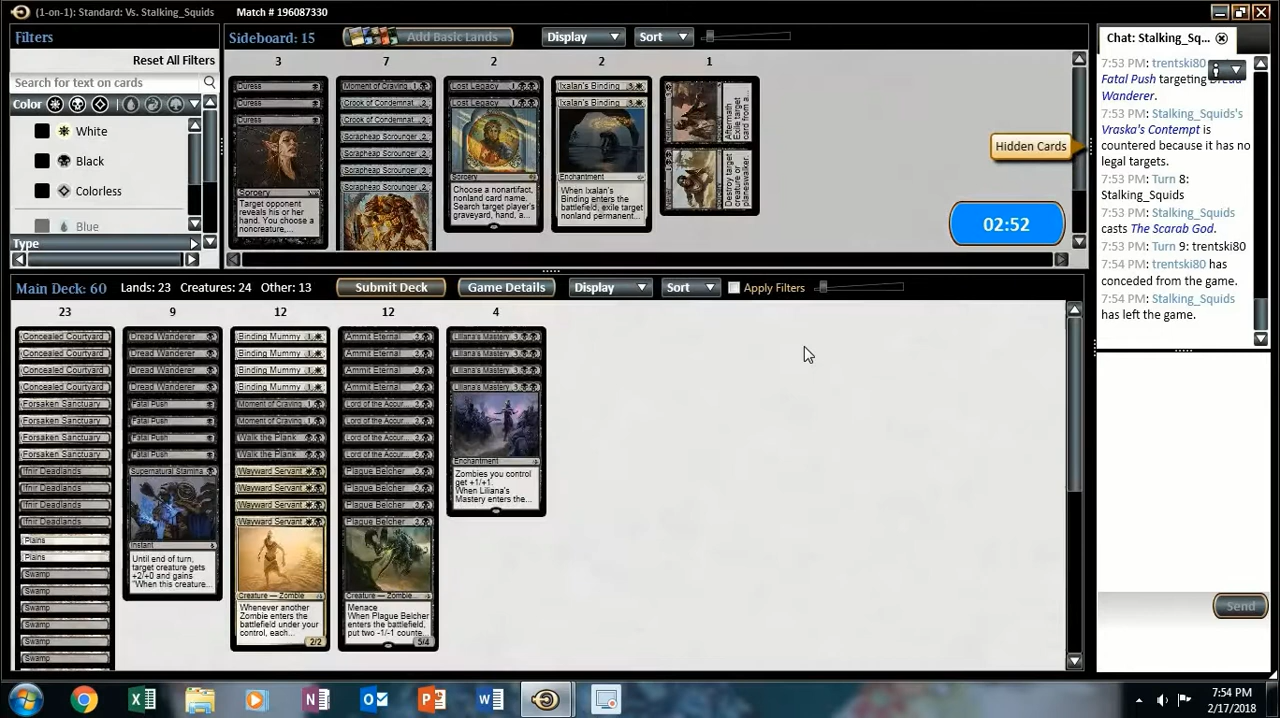 (1-on-1): Standard: Vs. Stalking_Squids
Match # 196087330
Filters
Reset All Filters
Search for text on cards
Color
White
Black
Colorless
Blue
Type
Sideboard: 15
Add Basic Lands
Display
Sort
3
7
2
2
1
Duress
Duress
Duress
Sorcery
Target opponent
reveals his or her
hand. You choose a
noncreature,...
Moment of Craving
Crook of Condemnat...
Crook of Condemnat...
Scrapheap Scrounger
Scrapheap Scrounger
Scrapheap Scrounger
Scrapheap Scrounger
Lost Legacy
Lost Legacy
Sorcery
Choose a nonartifact,
nonland card name.
Search target player's
graveyard, hand, a...
Ixalan's Binding
Ixalan's Binding
Enchantment
When Ixalan's
Binding enters the
battlefield, exile target
nonland permanent...
Aftermath
Exile target
card from a...
Destroy target
creature or
planeswalker.
Hidden Cards
02:52
Main Deck: 60
Lands: 23
Creatures: 24
Other: 13
Submit Deck
Game Details
Display
Sort
Apply Filters
23
9
12
12
4
Concealed Courtyard
Concealed Courtyard
Concealed Courtyard
Concealed Courtyard
Forsaken Sanctuary
Forsaken Sanctuary
Forsaken Sanctuary
Forsaken Sanctuary
Ifnir Deadlands
Ifnir Deadlands
Ifnir Deadlands
Ifnir Deadlands
Plains
Plains
Swamp
Swamp
Swamp
Swamp
Swamp
Swamp
Dread Wanderer
Dread Wanderer
Dread Wanderer
Dread Wanderer
Fatal Push
Fatal Push
Fatal Push
Fatal Push
Supernatural Stamina
Instant
Until end of turn,
target creature gets
+2/+0 and gains
"When this creature...
Binding Mummy
Binding Mummy
Binding Mummy
Binding Mummy
Moment of Craving
Moment of Craving
Walk the Plank
Walk the Plank
Wayward Servant
Wayward Servant
Wayward Servant
Wayward Servant
Creature — Zombie
Whenever another
Zombie enters the
battlefield under your
control, each...
2/2
Ammit Eternal
Ammit Eternal
Ammit Eternal
Ammit Eternal
Lord of the Accur...
Lord of the Accur...
Lord of the Accur...
Lord of the Accur...
Plague Belcher
Plague Belcher
Plague Belcher
Plague Belcher
Creature — Zombie...
Menace
When Plague Belcher
enters the battlefield,
put two -1/-1 counte...
5/4
Liliana's Mastery
Liliana's Mastery
Liliana's Mastery
Liliana's Mastery
Enchantment
Zombies you control
get +1/+1.
When Liliana's
Mastery enters the...
Chat: Stalking_Sq...
7:53 PM: trentski80
Fatal Push targeting Dread
Wanderer.
7:53 PM: Stalking_Squids's
Vraska's Contempt is
countered because it has no
legal targets.
7:53 PM: Turn 8:
Stalking_Squids
7:53 PM: Stalking_Squids
casts The Scarab God.
7:53 PM: Turn 9: trentski80
7:54 PM: trentski80 has
conceded from the game.
7:54 PM: Stalking_Squids
has left the game.
Send
7:54 PM
2/17/2018